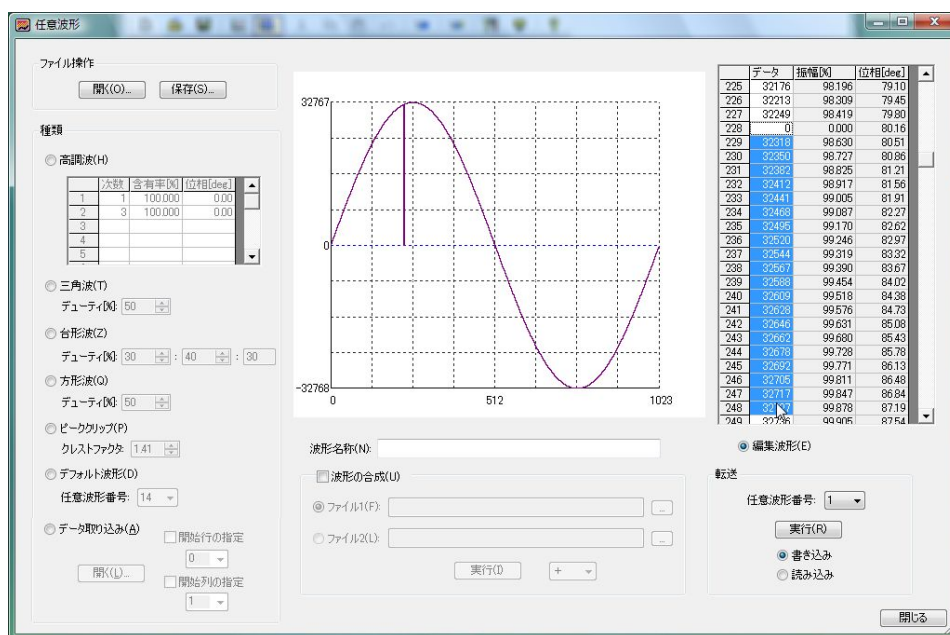 任意波形
ファイル操作
開く(O)... 保存(S)...
種類
高調波(H)
次数 含有率[%] 位相[deg]
1 1 100.000 0.00
2 3 100.000 0.00
3
4
5
三角波(T)
デューティ[%]: 50
台形波(Z)
デューティ[%]: 30 : 40 : 30
方形波(Q)
デューティ[%]: 50
ピーククリップ(P)
クレストファクタ: 1.41
デフォルト波形(D)
任意波形番号: 14
データ取り込み(A)
開始行の指定
0
開く(L)...
開始列の指定
1
32767
0
-32768
0 512 1023
波形名称(N):
波形の合成(U)
ファイル1(F): ...
ファイル2(L): ...
実行(I) +
データ 振幅[%] 位相[deg]
225 32176 98.196 79.10
226 32213 98.309 79.45
227 32249 98.419 79.80
228 0 0.000 80.16
229 32318 98.630 80.51
230 32350 98.727 80.86
231 32382 98.825 81.21
232 32412 98.917 81.56
233 32441 99.005 81.91
234 32468 99.087 82.27
235 32495 99.170 82.62
236 32520 99.246 82.97
237 32544 99.319 83.32
238 32567 99.390 83.67
239 32588 99.454 84.02
240 32609 99.518 84.38
241 32628 99.576 84.73
242 32646 99.631 85.08
243 32662 99.680 85.43
244 32678 99.728 85.78
245 32692 99.771 86.13
246 32705 99.811 86.48
247 32717 99.847 86.84
248 99.878 87.19
249 99.905 87.54
編集波形(E)
転送
任意波形番号: 1
実行(R)
書き込み
読み込み
閉じる